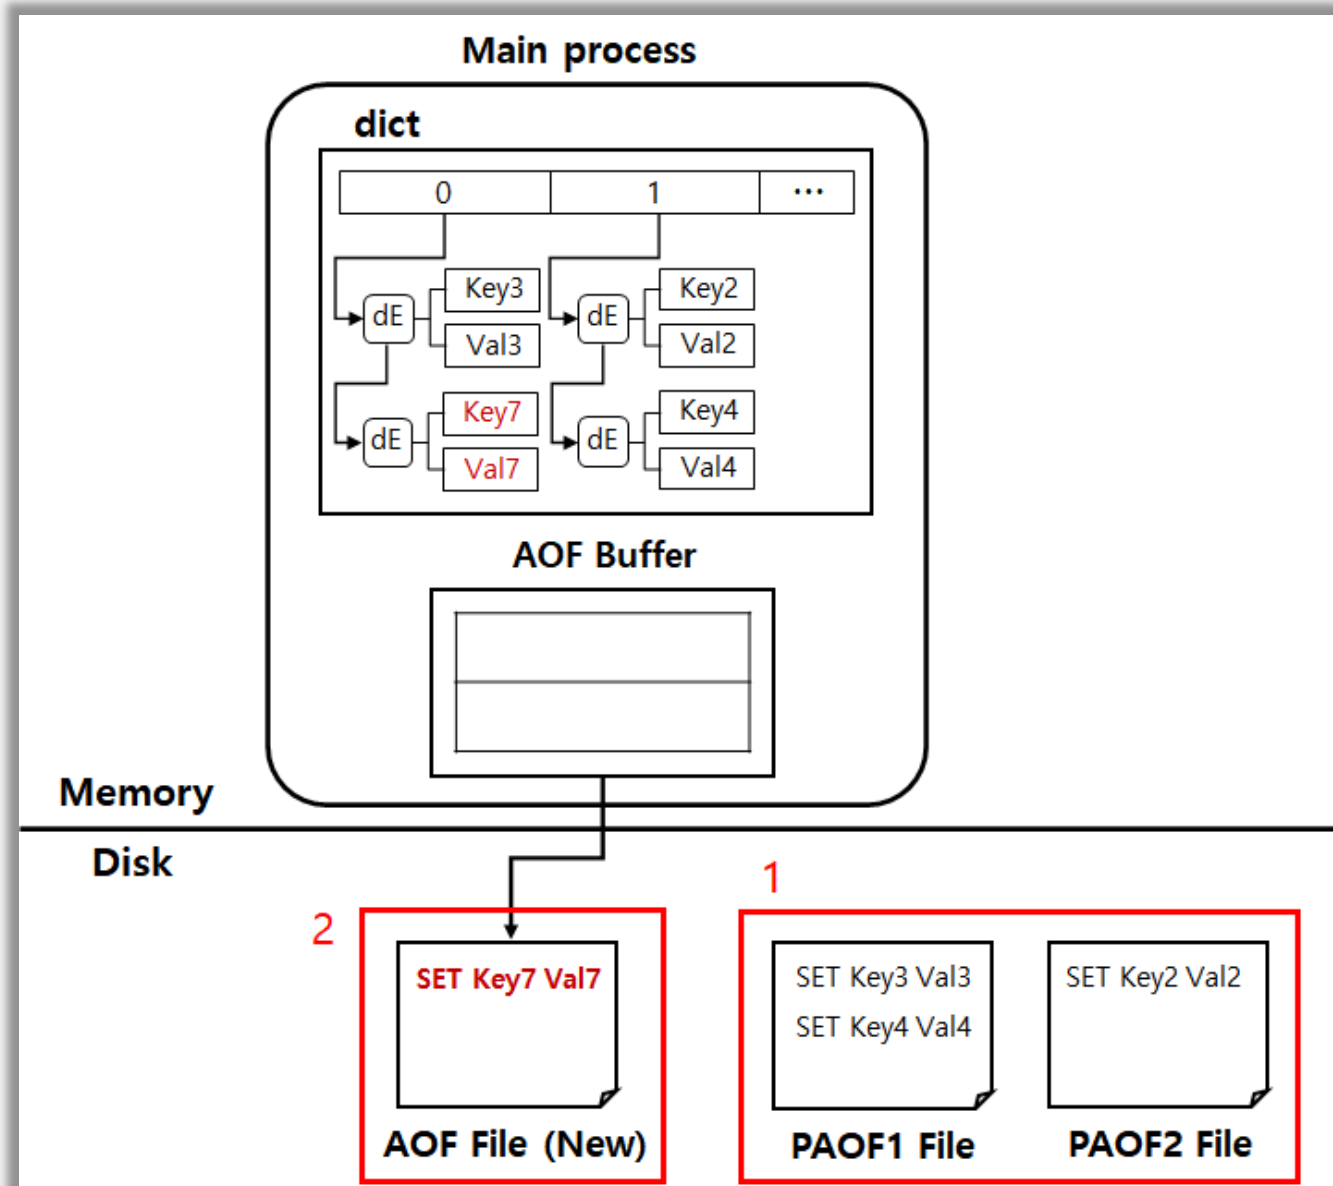 Main process
dict
0 1 ...
Key3 Key2
dE dE
Val3 Val2
Key7 Key4
dE dE
Val7 Val4
AOF Buffer
Memory
Disk
1
2
SET Key7 Val7
SET Key3 Val3
SET Key4 Val4
SET Key2 Val2
AOF File (New)
PAOF1 File
PAOF2 File